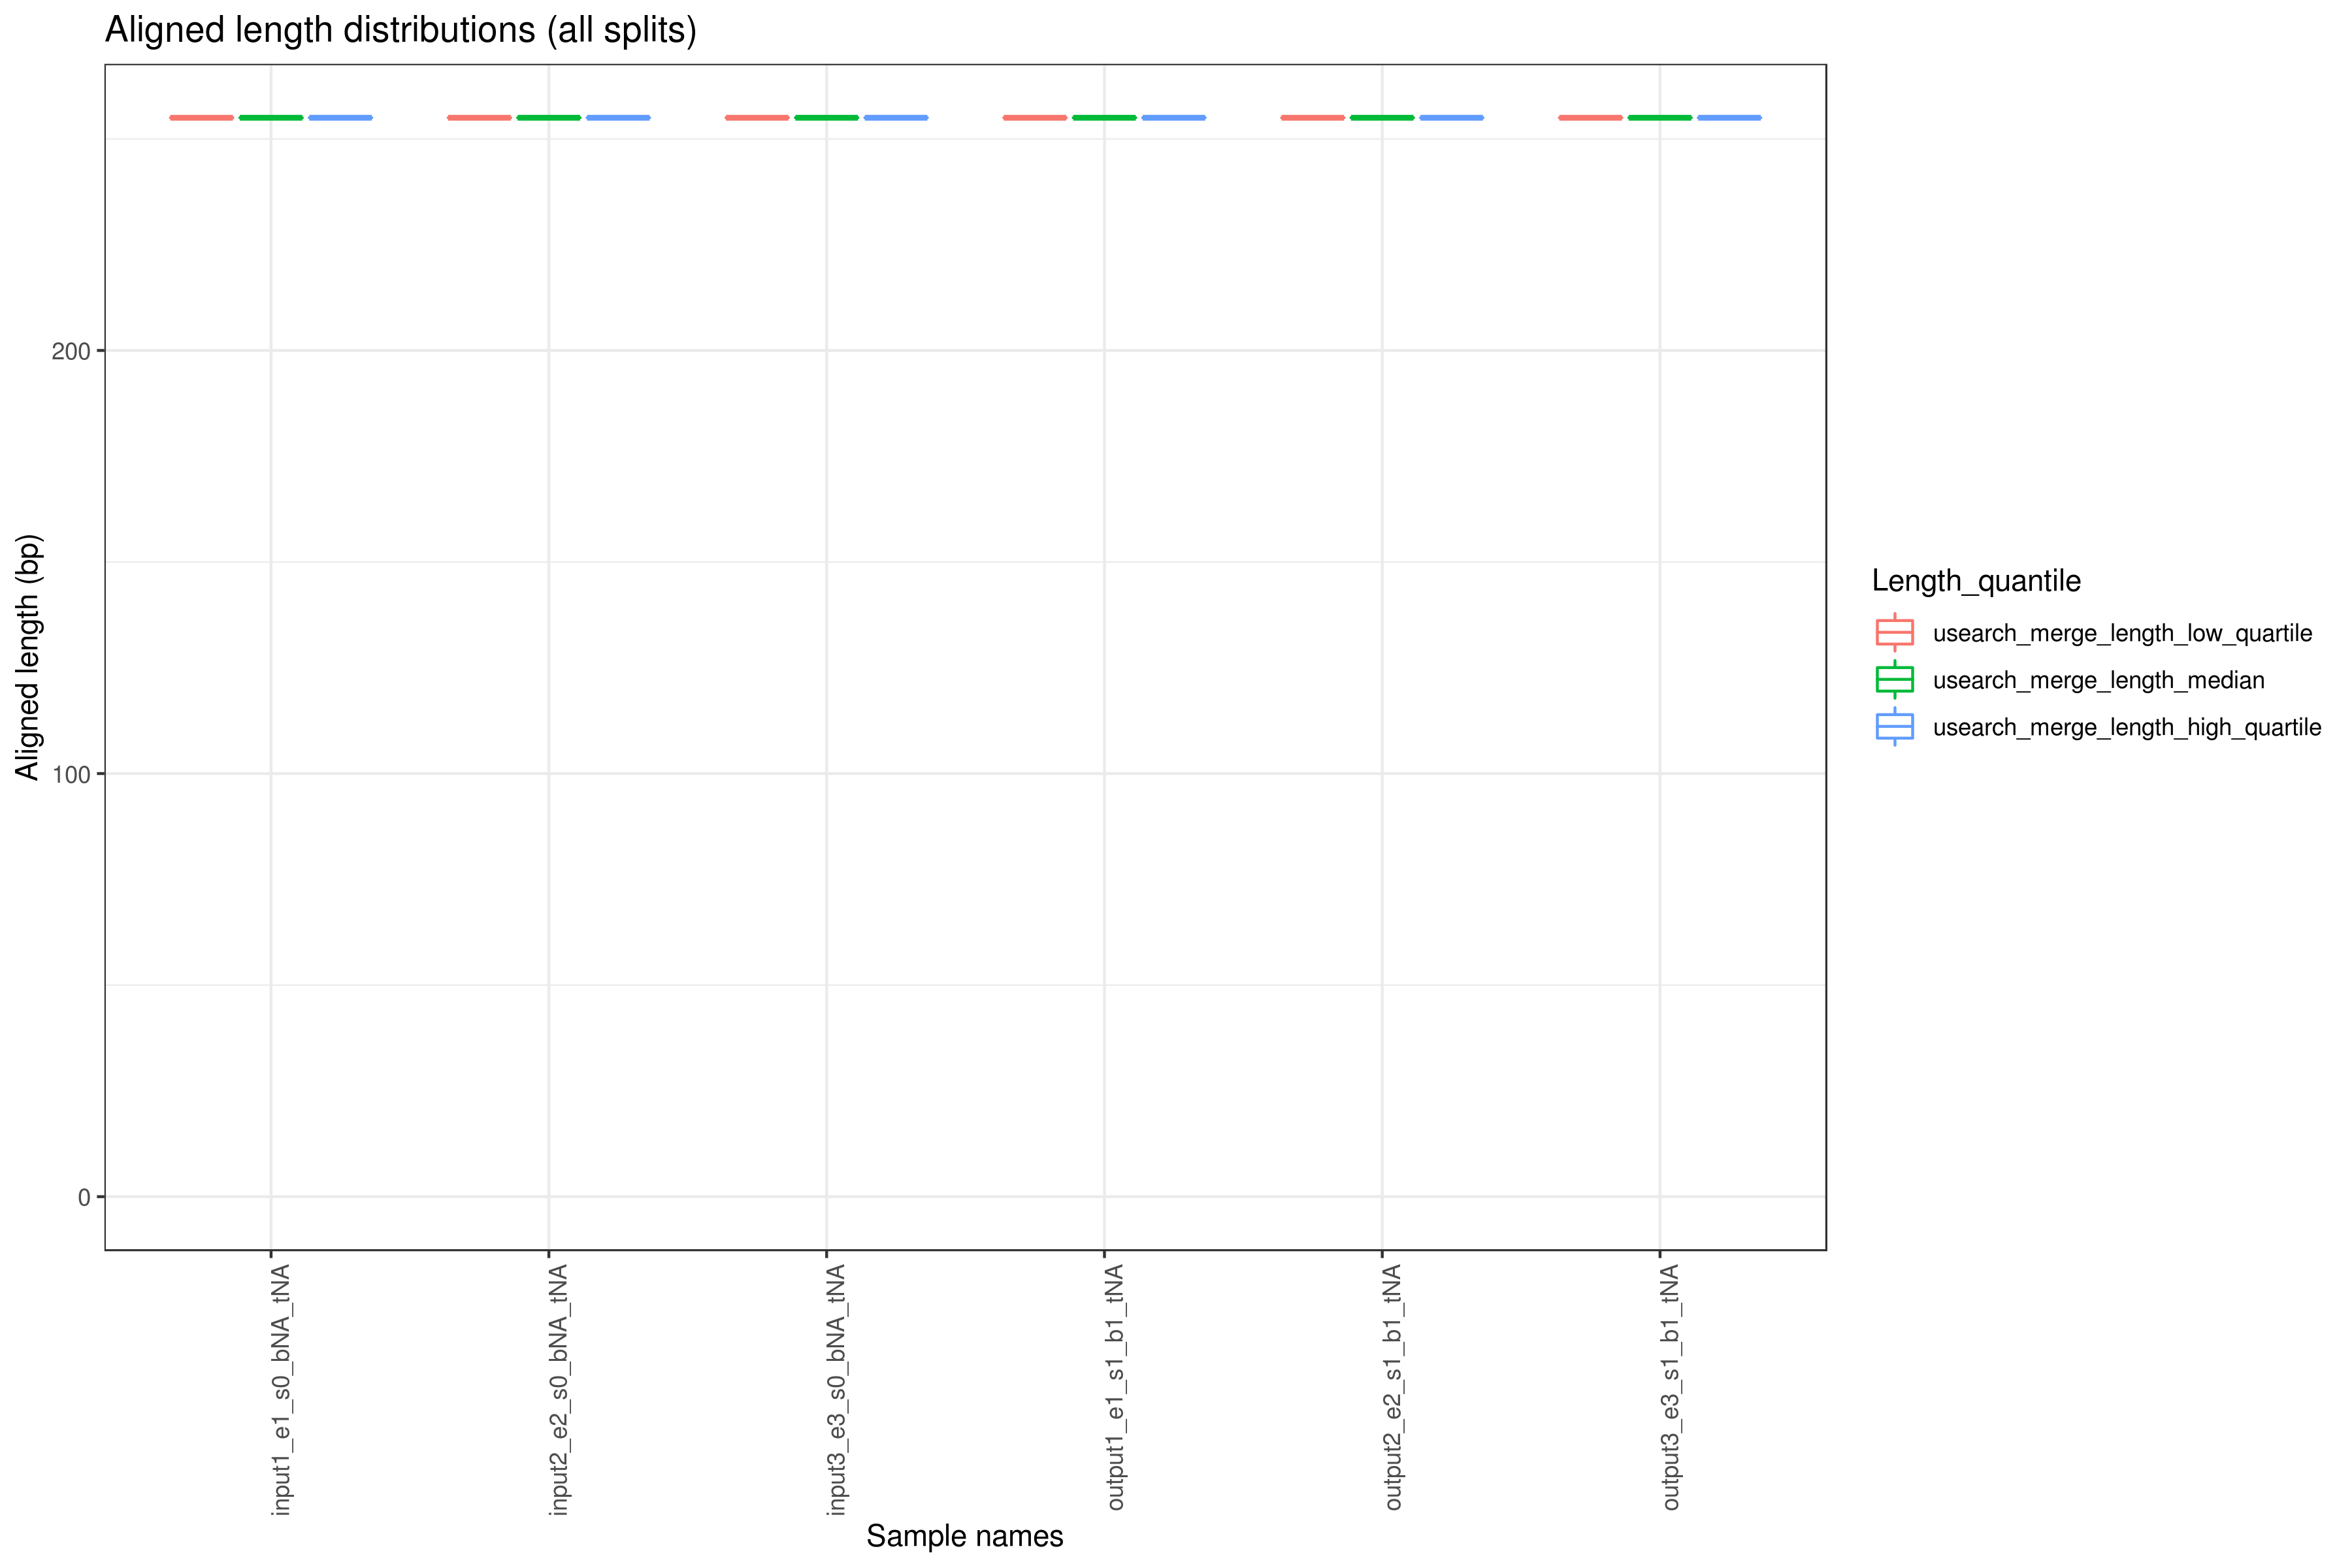 Aligned length distributions (all splits)
Aligned length (bp)
200
100
0
input1_e1_s0_bNA_tNA
input2_e2_s0_bNA_tNA
input3_e3_s0_bNA_tNA
output1_e1_s1_b1_tNA
output2_e2_s1_b1_tNA
output3_e3_s1_b1_tNA
Sample names
Length_quantile
usearch_merge_length_low_quartile
usearch_merge_length_median
usearch_merge_length_high_quartile